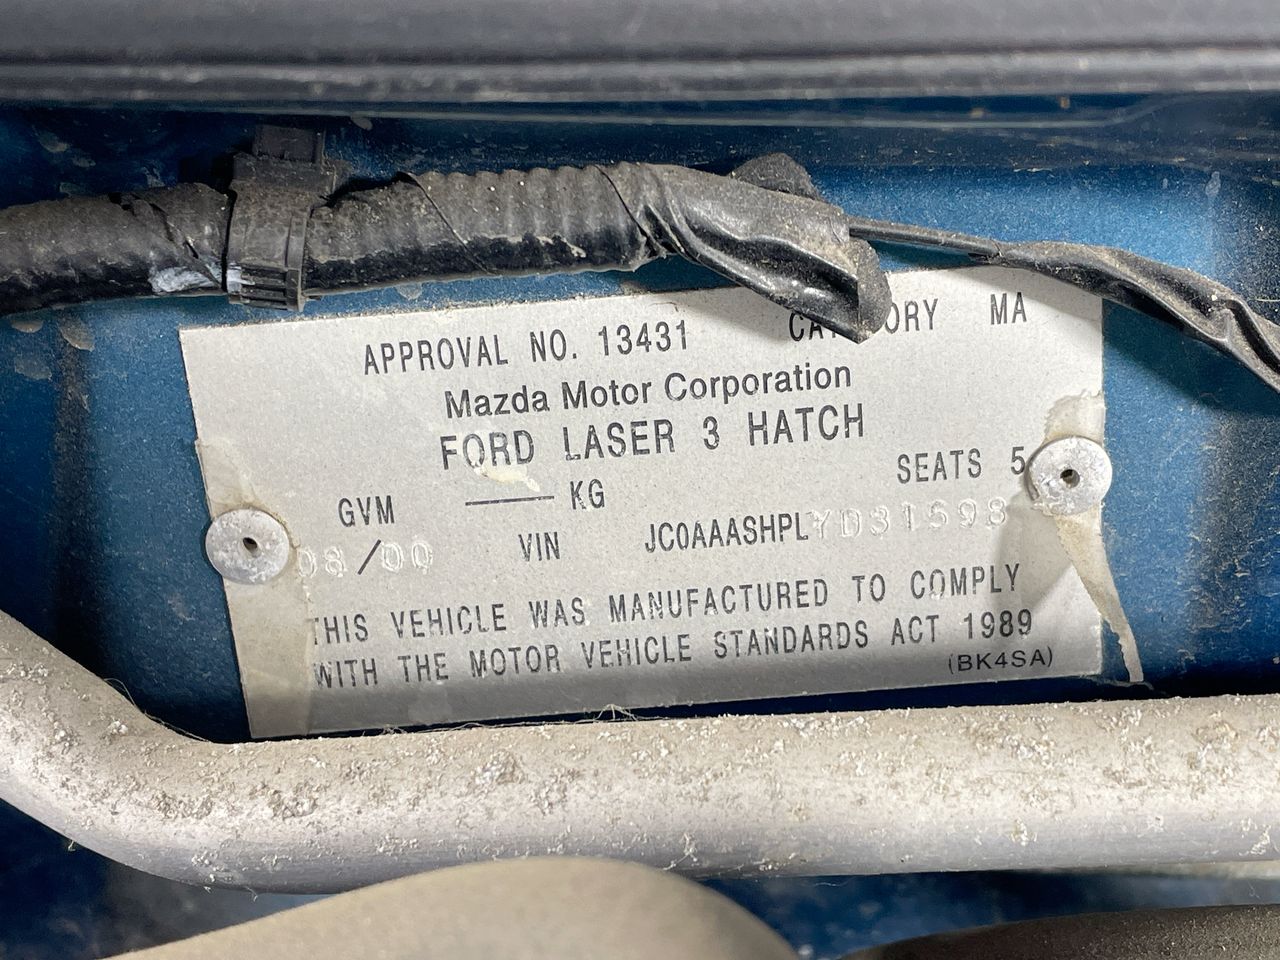 APPROVAL NO. 13431 CATEGORY MA
Mazda Motor Corporation
FORD LASER 3 HATCH
SEATS 5
GVM —— KG
08/00 VIN JC0AAASHPLYD31598
THIS VEHICLE WAS MANUFACTURED TO COMPLY
WITH THE MOTOR VEHICLE STANDARDS ACT 1989
(BK4SA)